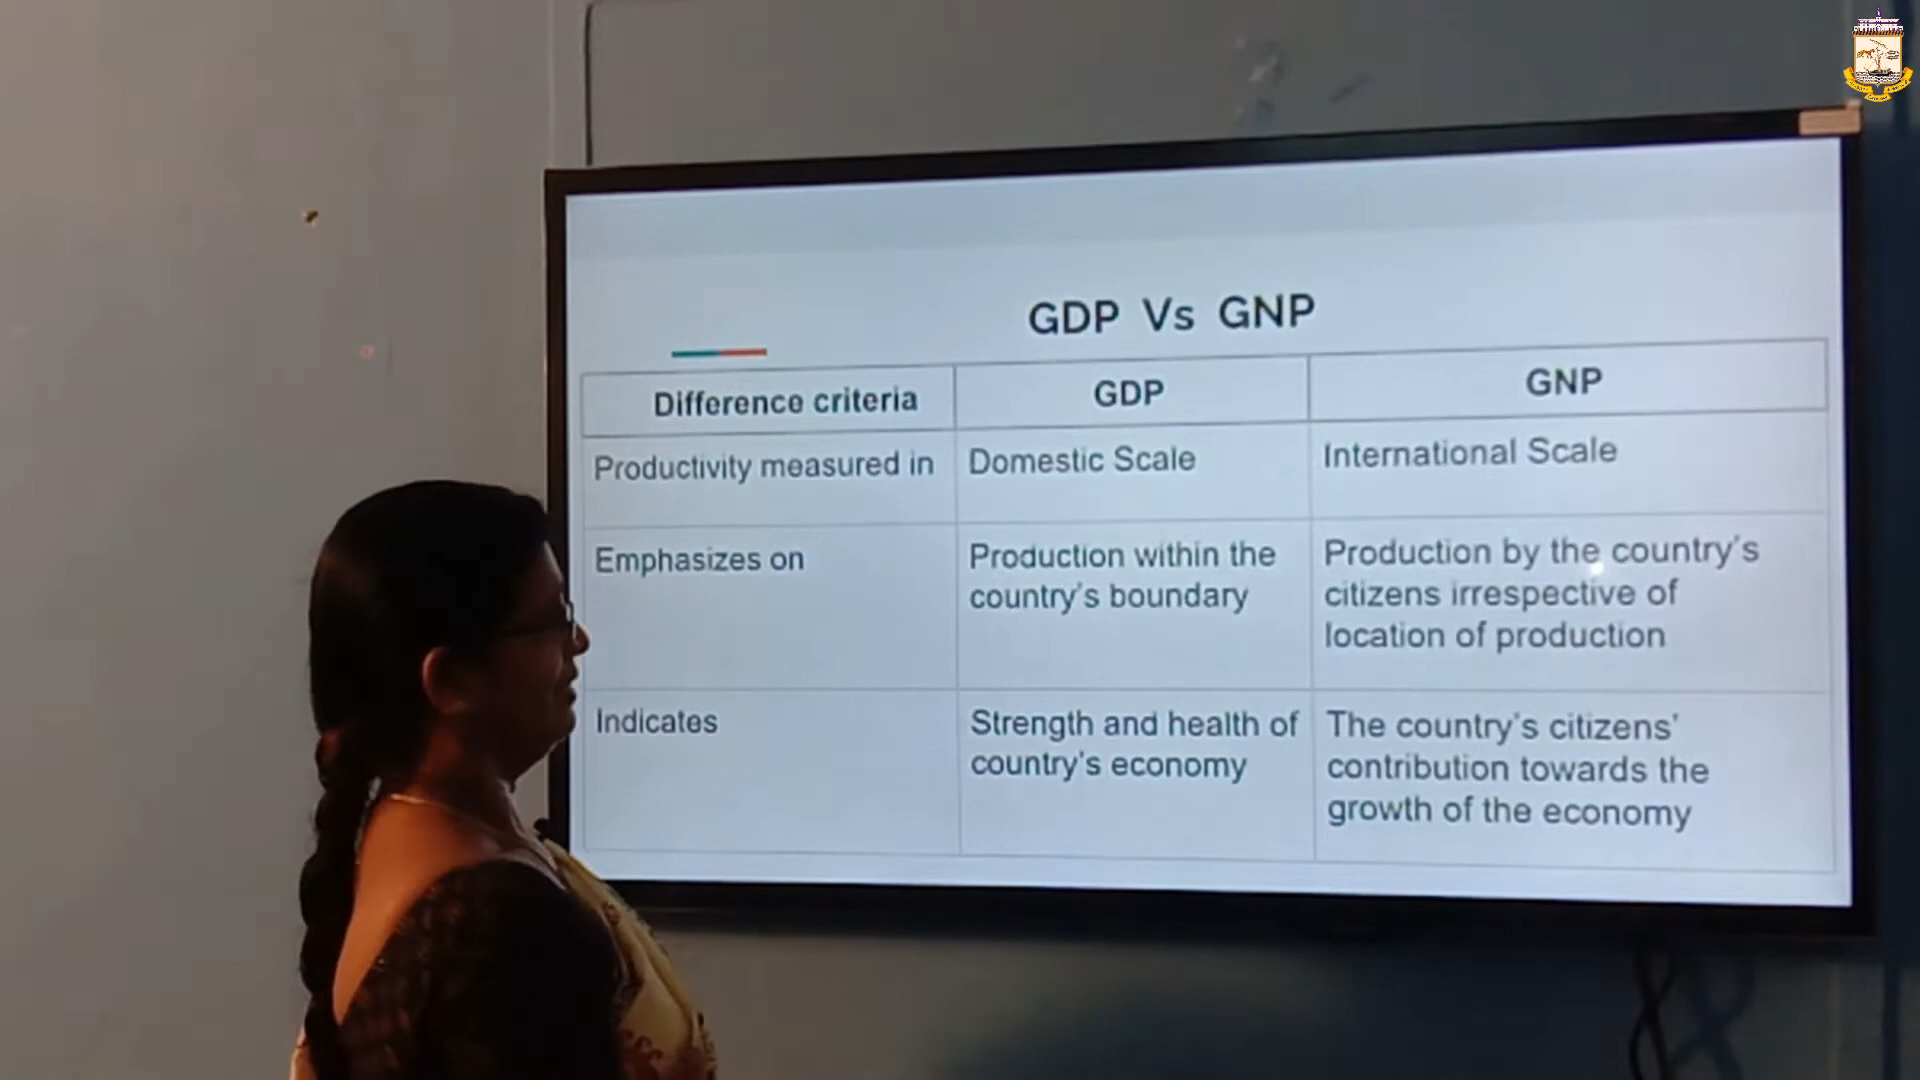 GDP Vs GNP
Difference criteria
GDP
GNP
Productivity measured in
Domestic Scale
International Scale
Emphasizes on
Production within the
country's boundary
Production by the country's
citizens irrespective of
location of production
Indicates
Strength and health of
country's economy
The country's citizens'
contribution towards the
growth of the economy